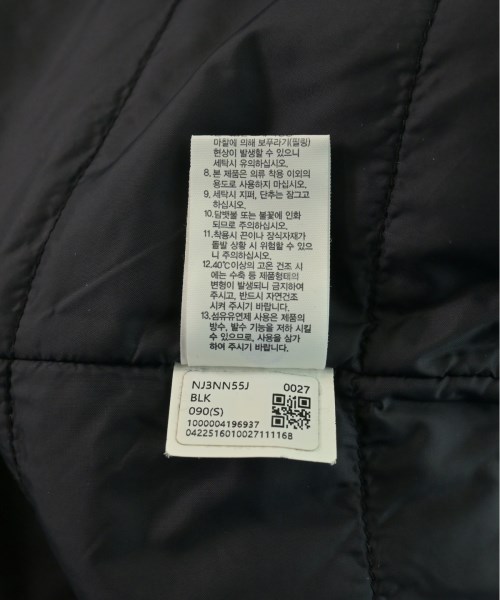 마찰에 의해 보푸라기(필링)
현상이 발생할 수 있으니
세탁시 유의하십시오.
8. 본 제품은 의류 착용 이외의
용도로 사용하지 마십시오.
9. 세탁시 지퍼, 단추는 잠그고
하십시오.
10. 담뱃불 또는 불꽃에 인화
되므로 주의하십시오.
11. 착용시 끈이나 장식자재가
돌발 상황 시 위험할 수 있으
니 주의하십시오.
12. 40℃이상의 고온 건조 시
에는 수축 등 제품형태의
변형이 발생되니 금지하여
주시고, 반드시 자연건조
시켜 주시기 바랍니다.
13. 섬유유연제 사용은 제품의
방수, 발수 기능을 저하 시킬
수 있으므로, 사용을 삼가
하여 주시기 바랍니다.
NJ3NN55J 0027
BLK
090(S)
1000004196937
0422516010027111168